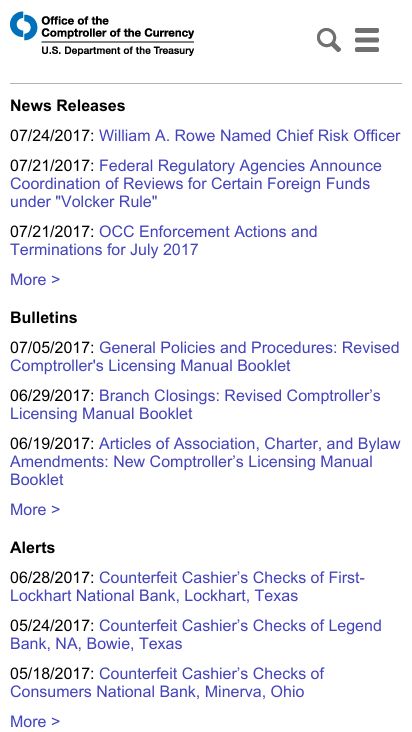 Office of the
Comptroller of the Currency
U.S. Department of the Treasury
News Releases
07/24/2017: William A. Rowe Named Chief Risk Officer
07/21/2017: Federal Regulatory Agencies Announce
Coordination of Reviews for Certain Foreign Funds
under "Volcker Rule"
07/21/2017: OCC Enforcement Actions and
Terminations for July 2017
More >
Bulletins
07/05/2017: General Policies and Procedures: Revised
Comptroller's Licensing Manual Booklet
06/29/2017: Branch Closings: Revised Comptroller’s
Licensing Manual Booklet
06/19/2017: Articles of Association, Charter, and Bylaw
Amendments: New Comptroller’s Licensing Manual
Booklet
More >
Alerts
06/28/2017: Counterfeit Cashier’s Checks of First-
Lockhart National Bank, Lockhart, Texas
05/24/2017: Counterfeit Cashier’s Checks of Legend
Bank, NA, Bowie, Texas
05/18/2017: Counterfeit Cashier’s Checks of
Consumers National Bank, Minerva, Ohio
More >